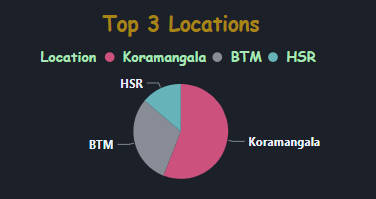 Top 3 Locations
Location Koramangala BTM HSR
HSR
BTM
Koramangala